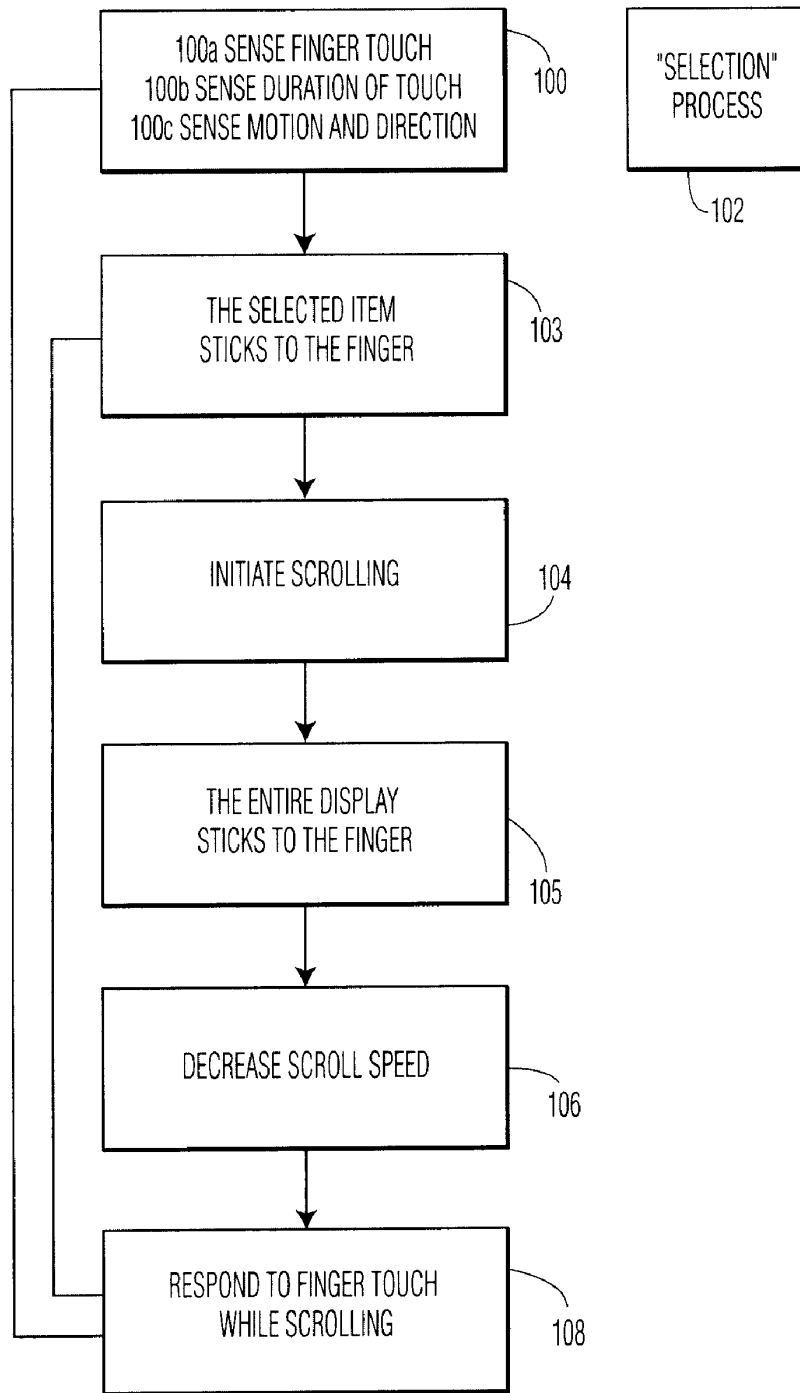 100a SENSE FINGER TOUCH
100b SENSE DURATION OF TOUCH
100c SENSE MOTION AND DIRECTION
100
"SELECTION"
PROCESS
102
THE SELECTED ITEM
STICKS TO THE FINGER
103
INITIATE SCROLLING
104
THE ENTIRE DISPLAY
STICKS TO THE FINGER
105
DECREASE SCROLL SPEED
106
RESPOND TO FINGER TOUCH
WHILE SCROLLING
108